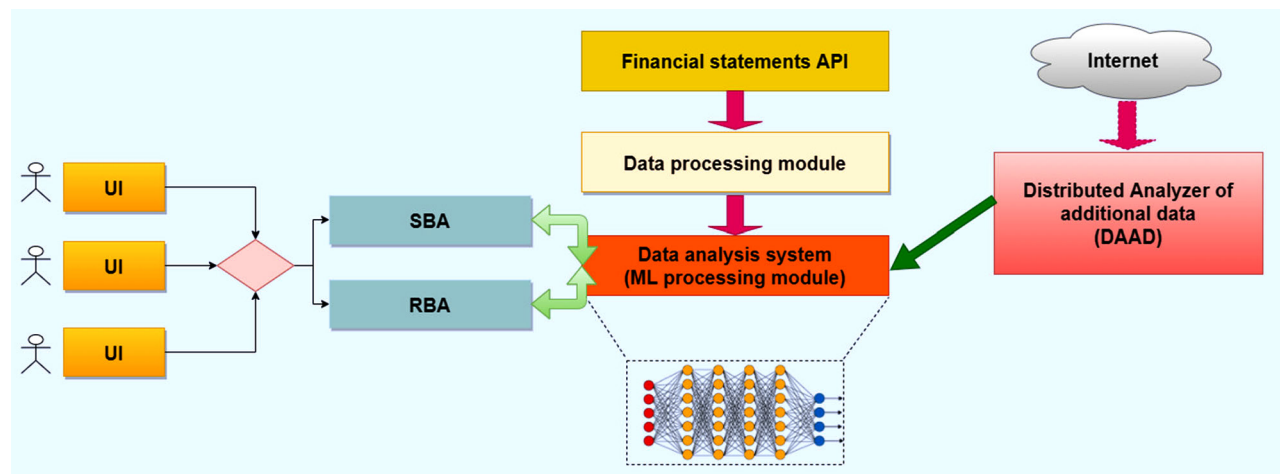 Financial statements API
Internet
Data processing module
Distributed Analyzer of
additional data
(DAAD)
UI
UI
UI
SBA
RBA
Data analysis system
(ML processing module)